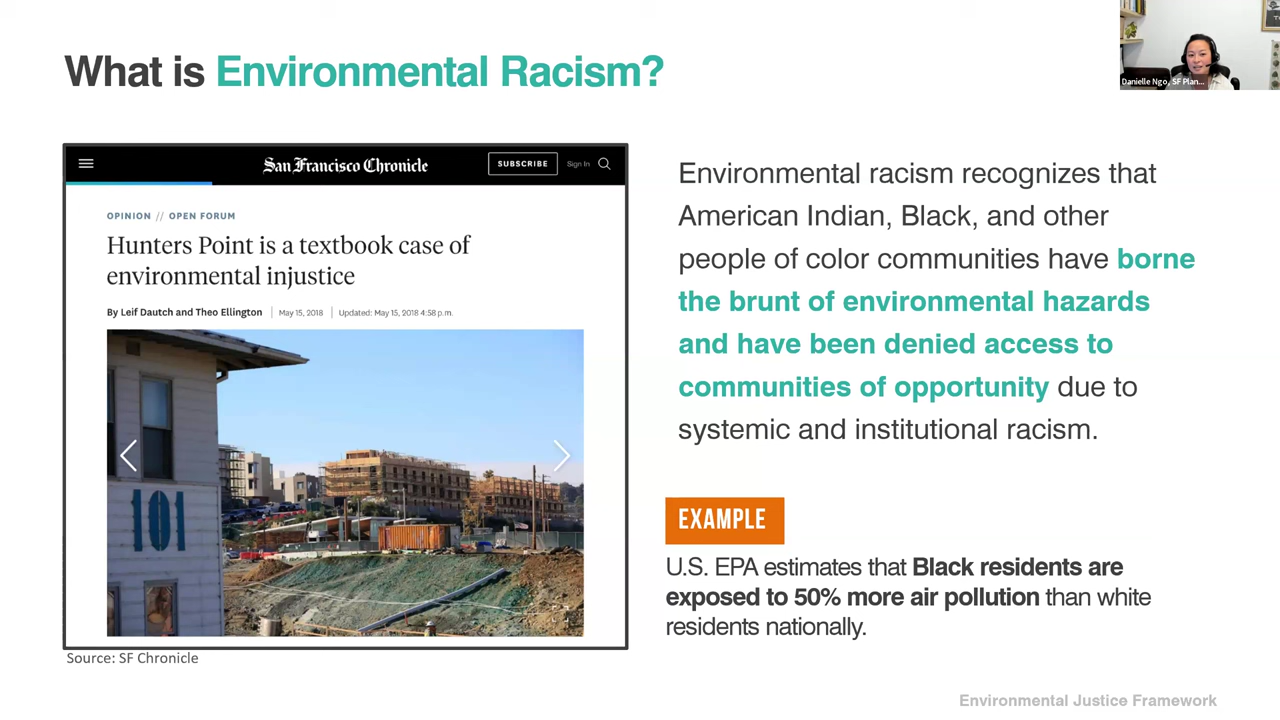 What is Environmental Racism?
Danielle Ngo, SF Plan...
San Francisco Chronicle
SUBSCRIBE
Sign In
OPINION // OPEN FORUM
Hunters Point is a textbook case of
environmental injustice
By Leif Dautch and Theo Ellington | May 15, 2018 | Updated: May 15, 2018 4:58 p.m.
101
Source: SF Chronicle
Environmental racism recognizes that
American Indian, Black, and other
people of color communities have borne
the brunt of environmental hazards
and have been denied access to
communities of opportunity due to
systemic and institutional racism.
EXAMPLE
U.S. EPA estimates that Black residents are
exposed to 50% more air pollution than white
residents nationally.
Environmental Justice Framework